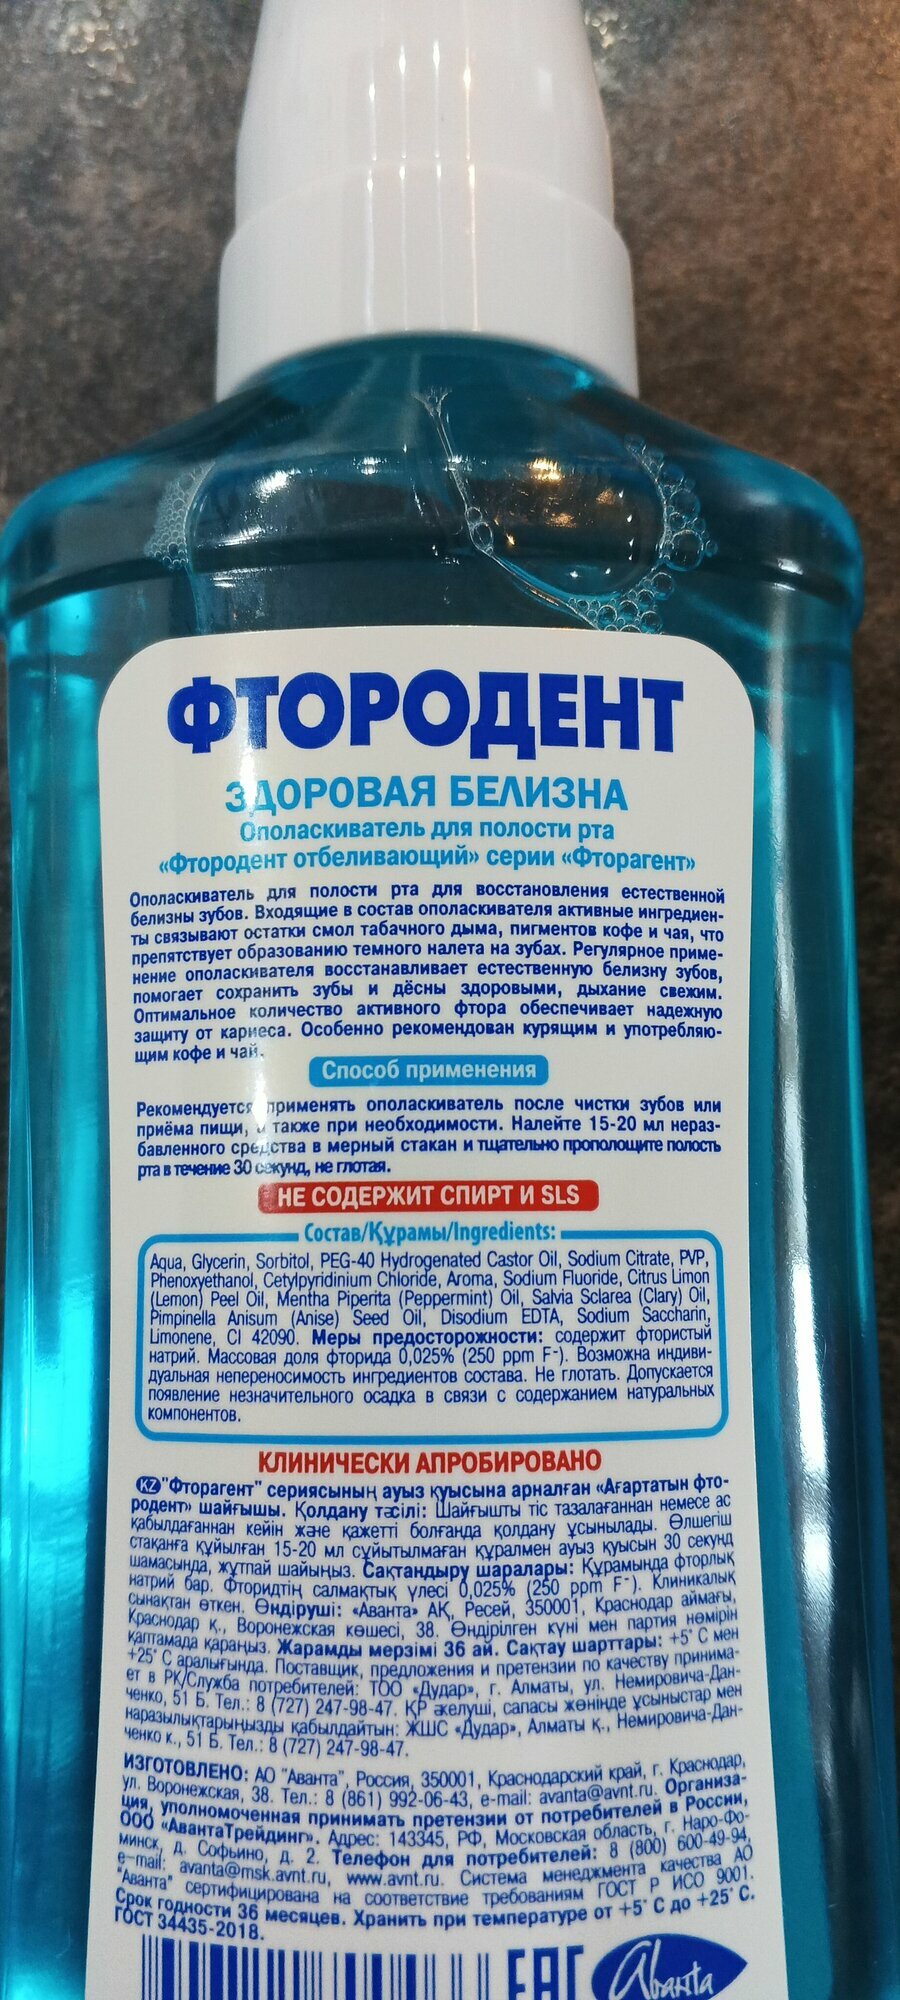 ФТОРОДЕНТ
ЗДОРОВАЯ БЕЛИЗНА
Ополаскиватель для полости рта
«Фтородент отбеливающий» серии «Фторагент»
Ополаскиватель для полости рта для восстановления естественной
белизны зубов. Входящие в состав ополаскивателя активные ингредиен-
ты связывают остатки смол табачного дыма, пигментов кофе и чая, что
препятствует образованию темного налета на зубах. Регулярное приме-
нение ополаскивателя восстанавливает естественную белизну зубов,
помогает сохранить зубы и дёсны здоровыми, дыхание свежим.
Оптимальное количество активного фтора обеспечивает надежную
защиту от кариеса. Особенно рекомендован курящим и употребляю-
щим кофе и чай.
Способ применения
Рекомендуется применять ополаскиватель после чистки зубов или
приёма пищи, а также при необходимости. Налейте 15-20 мл нераз-
бавленного средства в мерный стакан и тщательно прополощите полость
рта в течение 30 секунд, не глотая.
НЕ СОДЕРЖИТ СПИРТ И SLS
Состав/Құрамы/Ingredients:
Aqua, Glycerin, Sorbitol, PEG-40 Hydrogenated Castor Oil, Sodium Citrate, PVP,
Phenoxyethanol, Cetylpyridinium Chloride, Aroma, Sodium Fluoride, Citrus Limon
(Lemon) Peel Oil, Mentha Piperita (Peppermint) Oil, Salvia Sclarea (Clary) Oil,
Pimpinella Anisum (Anise) Seed Oil, Disodium EDTA, Sodium Saccharin,
Limonene, CI 42090. Меры предосторожности: содержит фтористый
натрий. Массовая доля фторида 0,025% (250 ppm F-). Возможна индиви-
дуальная непереносимость ингредиентов состава. Не глотать. Допускается
появление незначительного осадка в связи с содержанием натуральных
компонентов.
КЛИНИЧЕСКИ АПРОБИРОВАНО
KZ "Фторагент" сериясының ауыз қуысына арналған «Ағартатын фто-
родент» шайғышы. Қолдану тәсілі: Шайғышты тіс тазалағаннан немесе ас
қабылдағаннан кейін және қажетті болғанда қолдану ұсынылады. Өлшегіш
стақанға құйылған 15-20 мл сұйытылмаған құралмен ауыз қуысын 30 секунд
шамасында, жұтпай шайыңыз. Сақтандыру шаралары: Құрамында фторлық
натрий бар. Фторидтің салмақтық үлесі 0,025% (250 ppm F-). Клиникалық
сынақтан өткен. Өндіруші: «Аванта» АҚ, Ресей, 350001, Краснодар аймағы,
Краснодар қ., Воронежская көшесі, 38. Өндірілген күні мен партия нөмірін
қаптамада қараңыз. Жарамды мерзімі 36 ай. Сақтау шарттары: +5° С мен
+25° С аралығында. Поставщик, предложения и претензии по качеству принима-
ет в РК/Служба потребителей: ТОО «Дудар», г. Алматы, ул. Немировича-Дан-
ченко, 51 Б. Тел.: 8 (727) 247-98-47. ҚР әкелуші, сапасы жөнінде ұсыныстар мен
наразылықтарыңызды қабылдайтын: ЖШС «Дудар», Алматы қ., Немировича-Дан-
ченко к., 51 Б. Тел.: 8 (727) 247-98-47.
ИЗГОТОВЛЕНО: АО "Аванта", Россия, 350001, Краснодарский край, г. Краснодар,
ул. Воронежская, 38. Тел.: 8 (861) 992-06-43, e-mail: avanta@avnt.ru. Организа-
ция, уполномоченная принимать претензии от потребителей в России,
ООО «АвантаТрейдинг». Адрес: 143345, РФ, Московская область, г. Наро-Фо-
минск, д. Софьино, д. 2. Телефон для потребителей: 8 (800) 600-49-94,
e-mail: avanta@msk.avnt.ru, www.avnt.ru. Система менеджмента качества АО
"Аванта" сертифицирована на соответствие требованиям ГОСТ Р ИСО 9001.
Срок годности 36 месяцев. Хранить при температуре от +5° С до +25° С.
ГОСТ 34435-2018.
EAC
Avanta